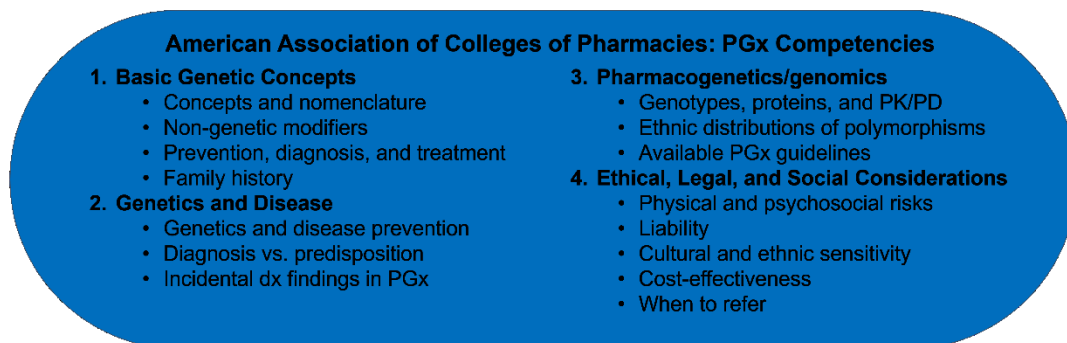 American Association of Colleges of Pharmacies: PGx Competencies
1. Basic Genetic Concepts
• Concepts and nomenclature
• Non-genetic modifiers
• Prevention, diagnosis, and treatment
• Family history
2. Genetics and Disease
• Genetics and disease prevention
• Diagnosis vs. predisposition
• Incidental dx findings in PGx
3. Pharmacogenetics/genomics
• Genotypes, proteins, and PK/PD
• Ethnic distributions of polymorphisms
• Available PGx guidelines
4. Ethical, Legal, and Social Considerations
• Physical and psychosocial risks
• Liability
• Cultural and ethnic sensitivity
• Cost-effectiveness
• When to refer